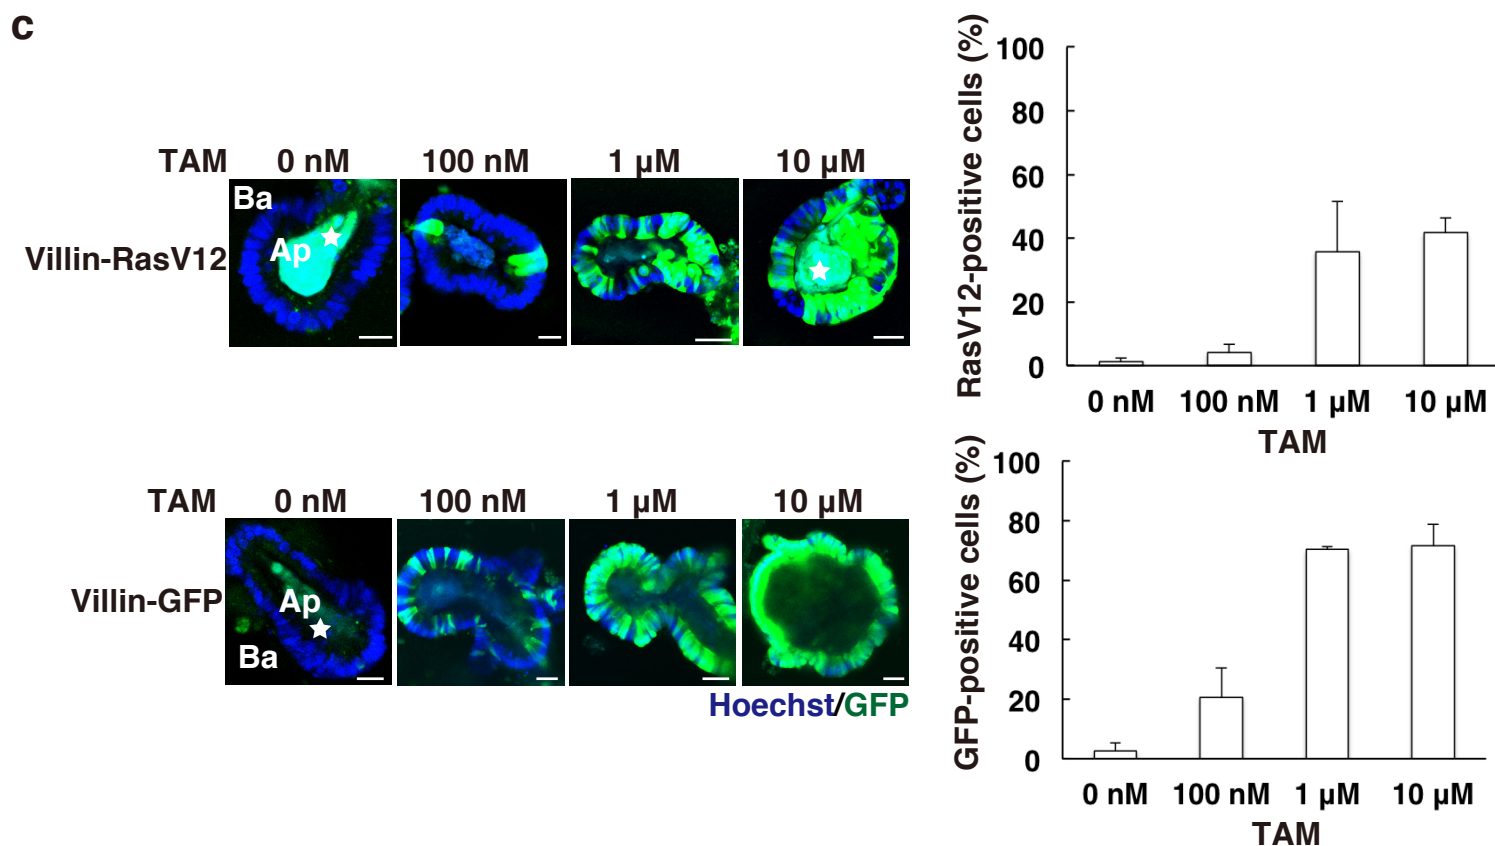 c
TAM 0 nM 100 nM 1 µM 10 µM
Villin-RasV12
Ba
Ap
RasV12-positive cells (%)
100
80
60
40
20
0
0 nM 100 nM 1 µM 10 µM
TAM
TAM 0 nM 100 nM 1 µM 10 µM
Villin-GFP
Ap
Ba
Hoechst/GFP
GFP-positive cells (%)
100
80
60
40
20
0
0 nM 100 nM 1 µM 10 µM
TAM